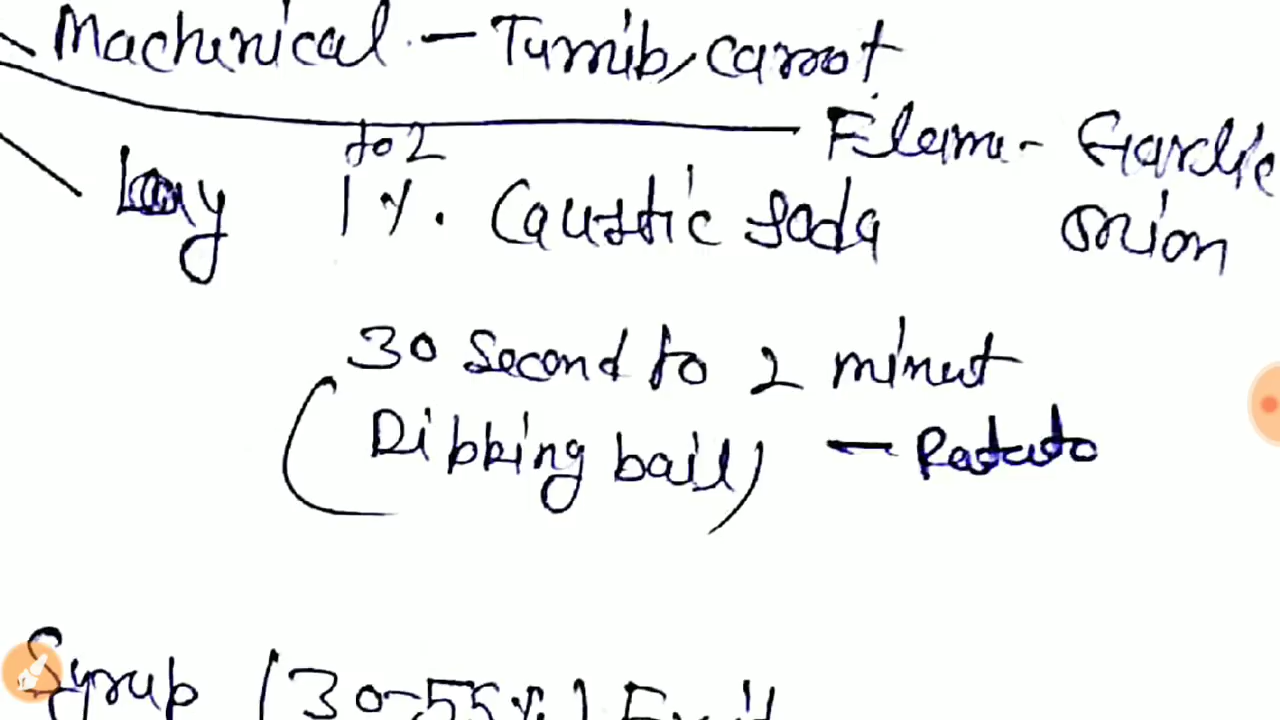 Machinical - Turnib, carrot
Flame - Garlic
onion
Lay 1 to 2 %. Caustic soda
30 Second to 2 minut
(Dibbing bail) - Potato
Syrup (30-55%) Fruit